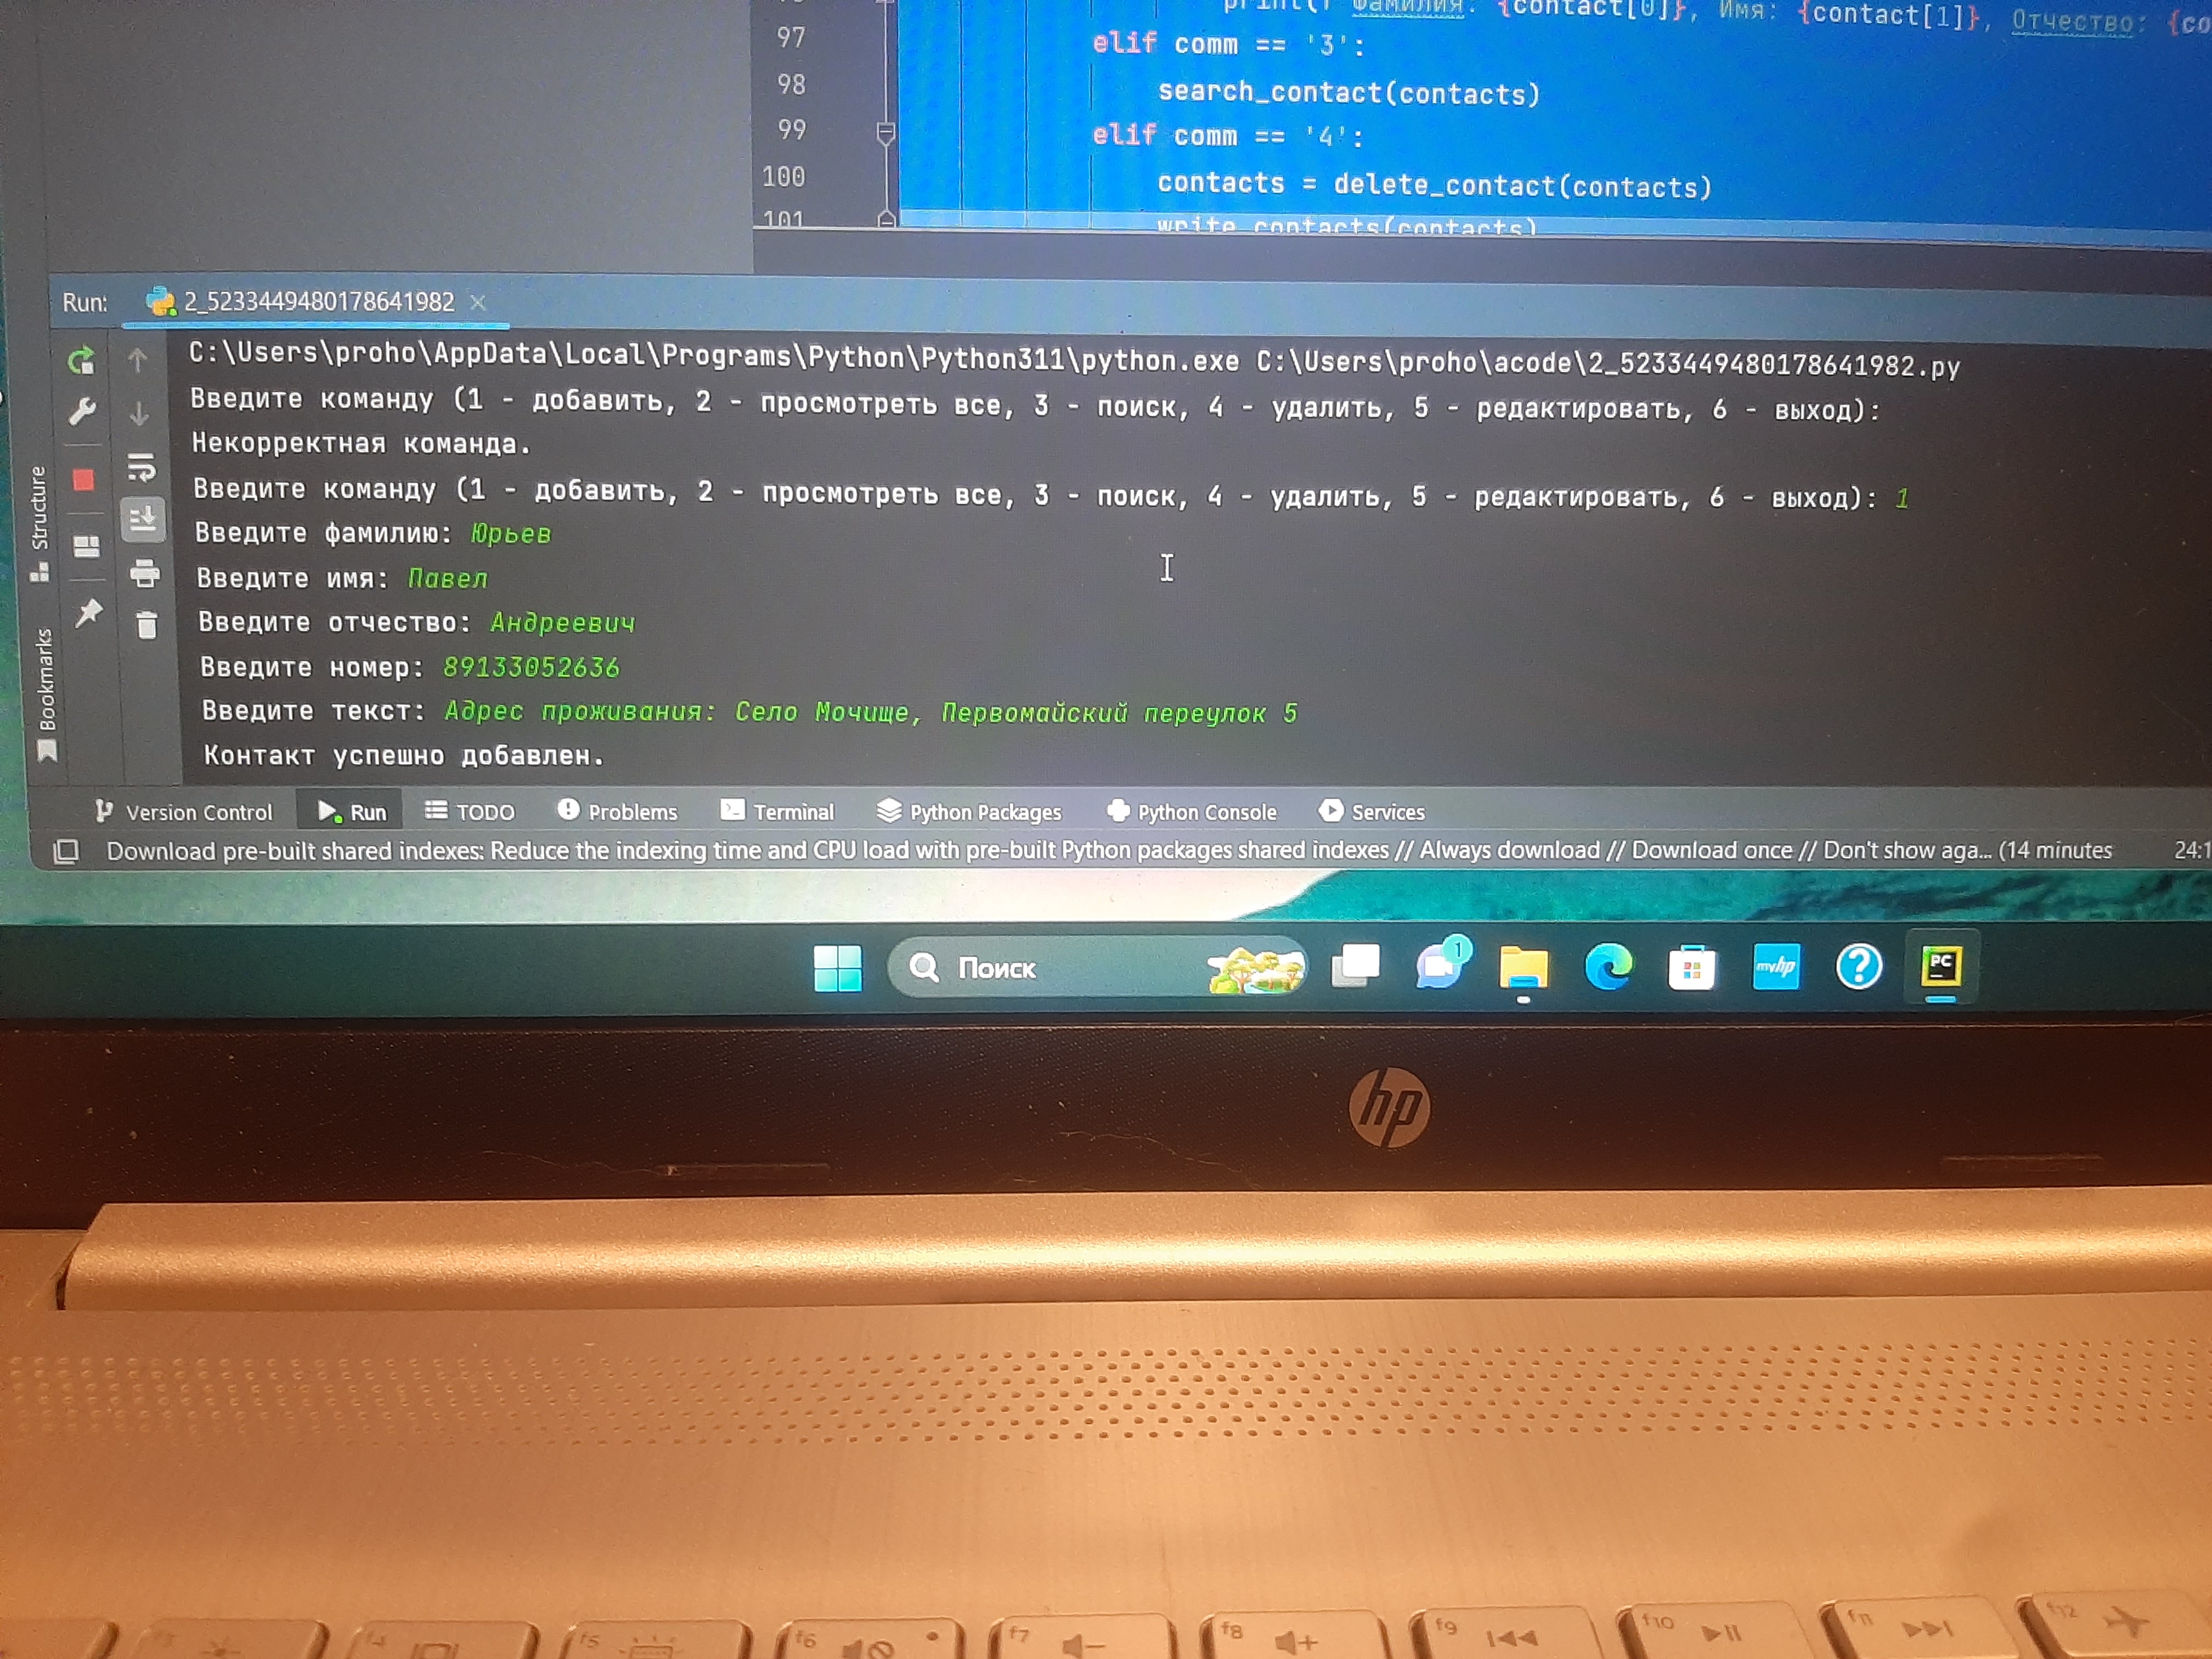 print(f'Фамилия: {contact[0]}, Имя: {contact[1]}, Отчество: {co
97 elif comm == '3':
98 search_contact(contacts)
99 elif comm == '4':
100 contacts = delete_contact(contacts)
101 write_contacts(contacts)
Run: 2_5233449480178641982
C:\Users\proho\AppData\Local\Programs\Python\Python311\python.exe C:\Users\proho\acode\2_5233449480178641982.py
Введите команду (1 - добавить, 2 - просмотреть все, 3 - поиск, 4 - удалить, 5 - редактировать, 6 - выход):
Некорректная команда.
Введите команду (1 - добавить, 2 - просмотреть все, 3 - поиск, 4 - удалить, 5 - редактировать, 6 - выход): 1
Введите фамилию: Юрьев
Введите имя: Павел
Введите отчество: Андреевич
Введите номер: 89133052636
Введите текст: Адрес проживания: Село Мочище, Первомайский переулок 5
Контакт успешно добавлен.
Structure
Bookmarks
Version Control Run TODO Problems Terminal Python Packages Python Console Services
Download pre-built shared indexes: Reduce the indexing time and CPU load with pre-built Python packages shared indexes // Always download // Download once // Don't show aga... (14 minutes 24:1
Поиск 1 myhp ? PC
hp
f4 f5 f6 f7 f8 f9 f10 f11 f12